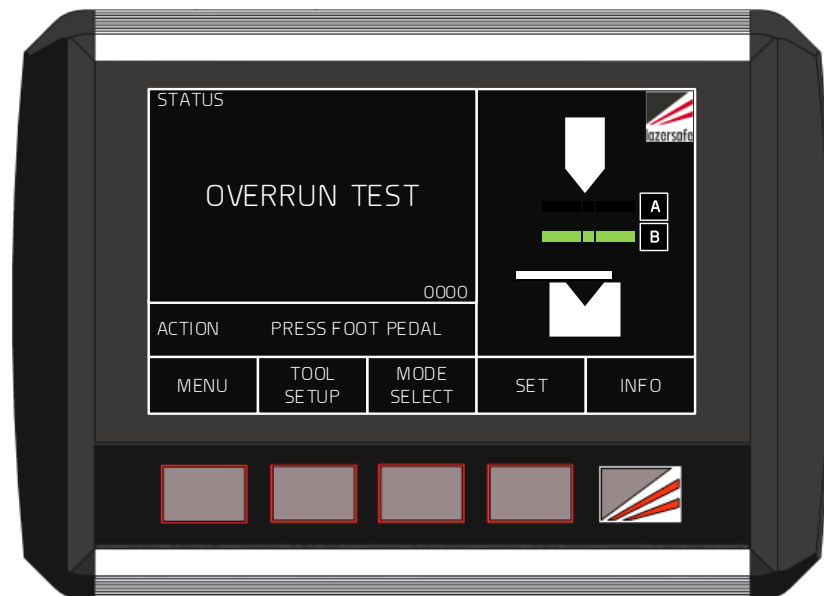 STATUS
OVERRUN TEST
0000
ACTION PRESS FOOT PEDAL
lazersafe
A
B
MENU
TOOL
SETUP
MODE
SELECT
SET
INFO